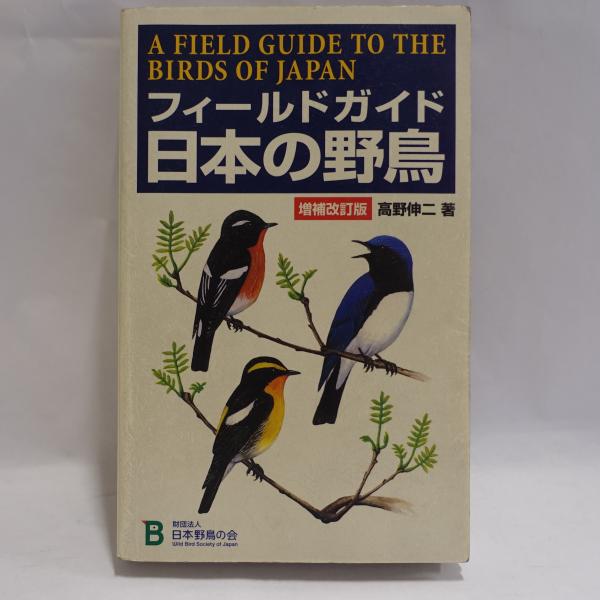 A FIELD GUIDE TO THE
BIRDS OF JAPAN
フィールドガイド
日本の野鳥
増補改訂版 高野伸二 著
B
財団法人
日本野鳥の会
Wild Bird Society of Japan